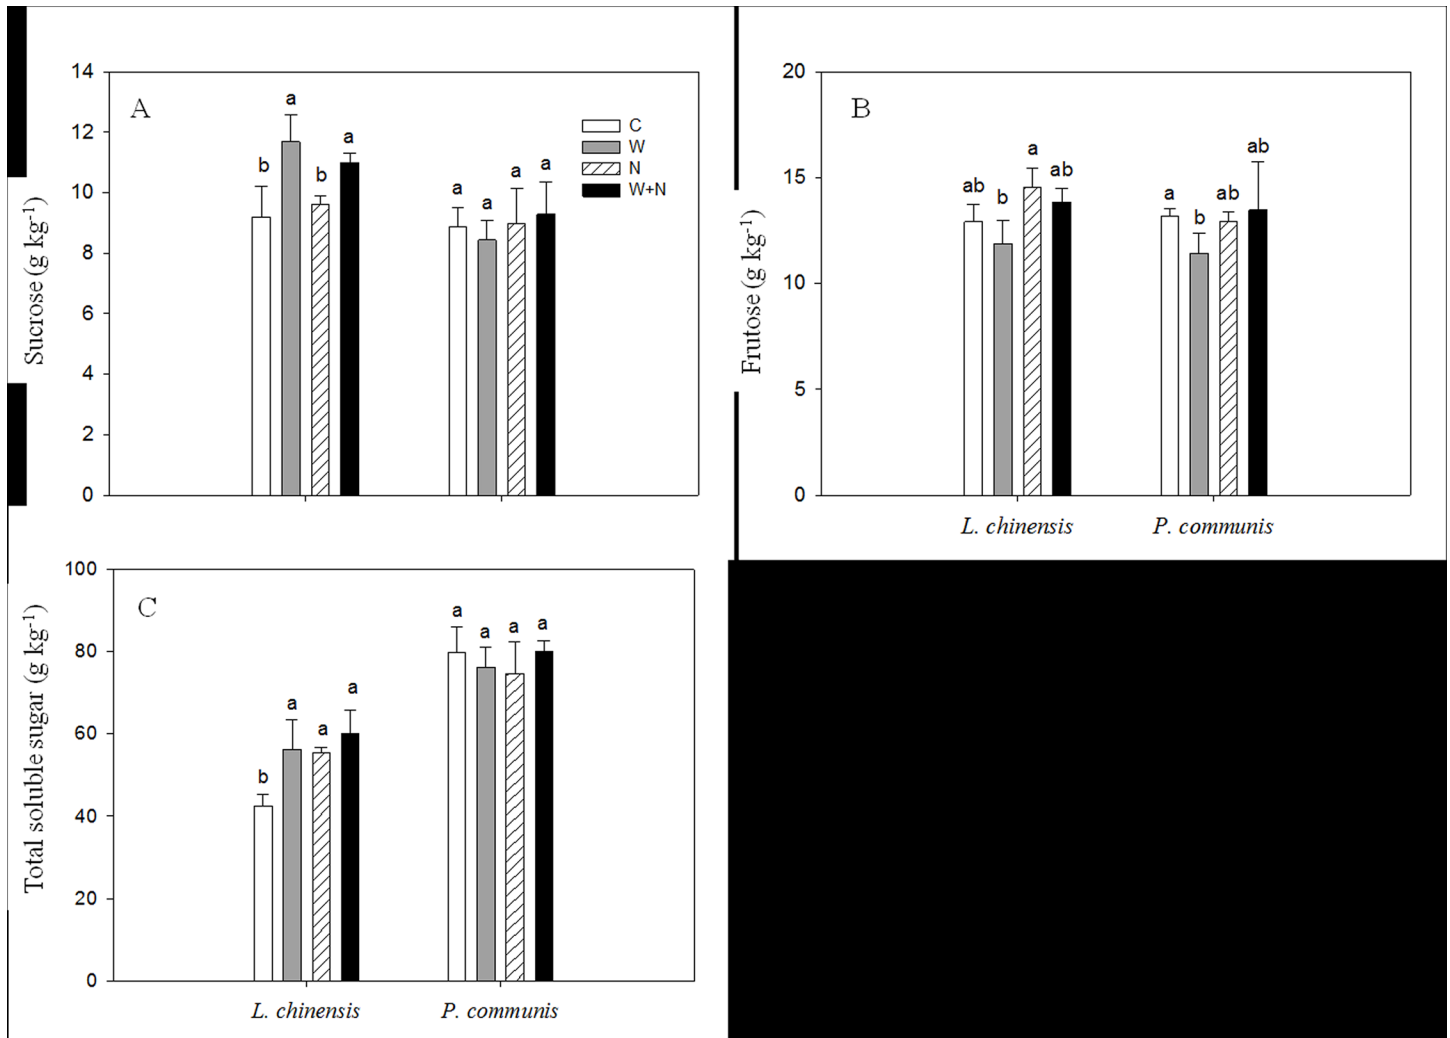 A
Sucrose (g kg-1)
14
12
10
8
6
4
2
0
b
a
b
a
a
a
a
a
C
W
N
W+N
B
Frutose (g kg-1)
20
15
10
5
0
ab
b
a
ab
a
b
ab
ab
L. chinensis
P. communis
C
Total soluble sugar (g kg-1)
100
80
60
40
20
0
b
a
a
a
a
a
a
a
L. chinensis
P. communis